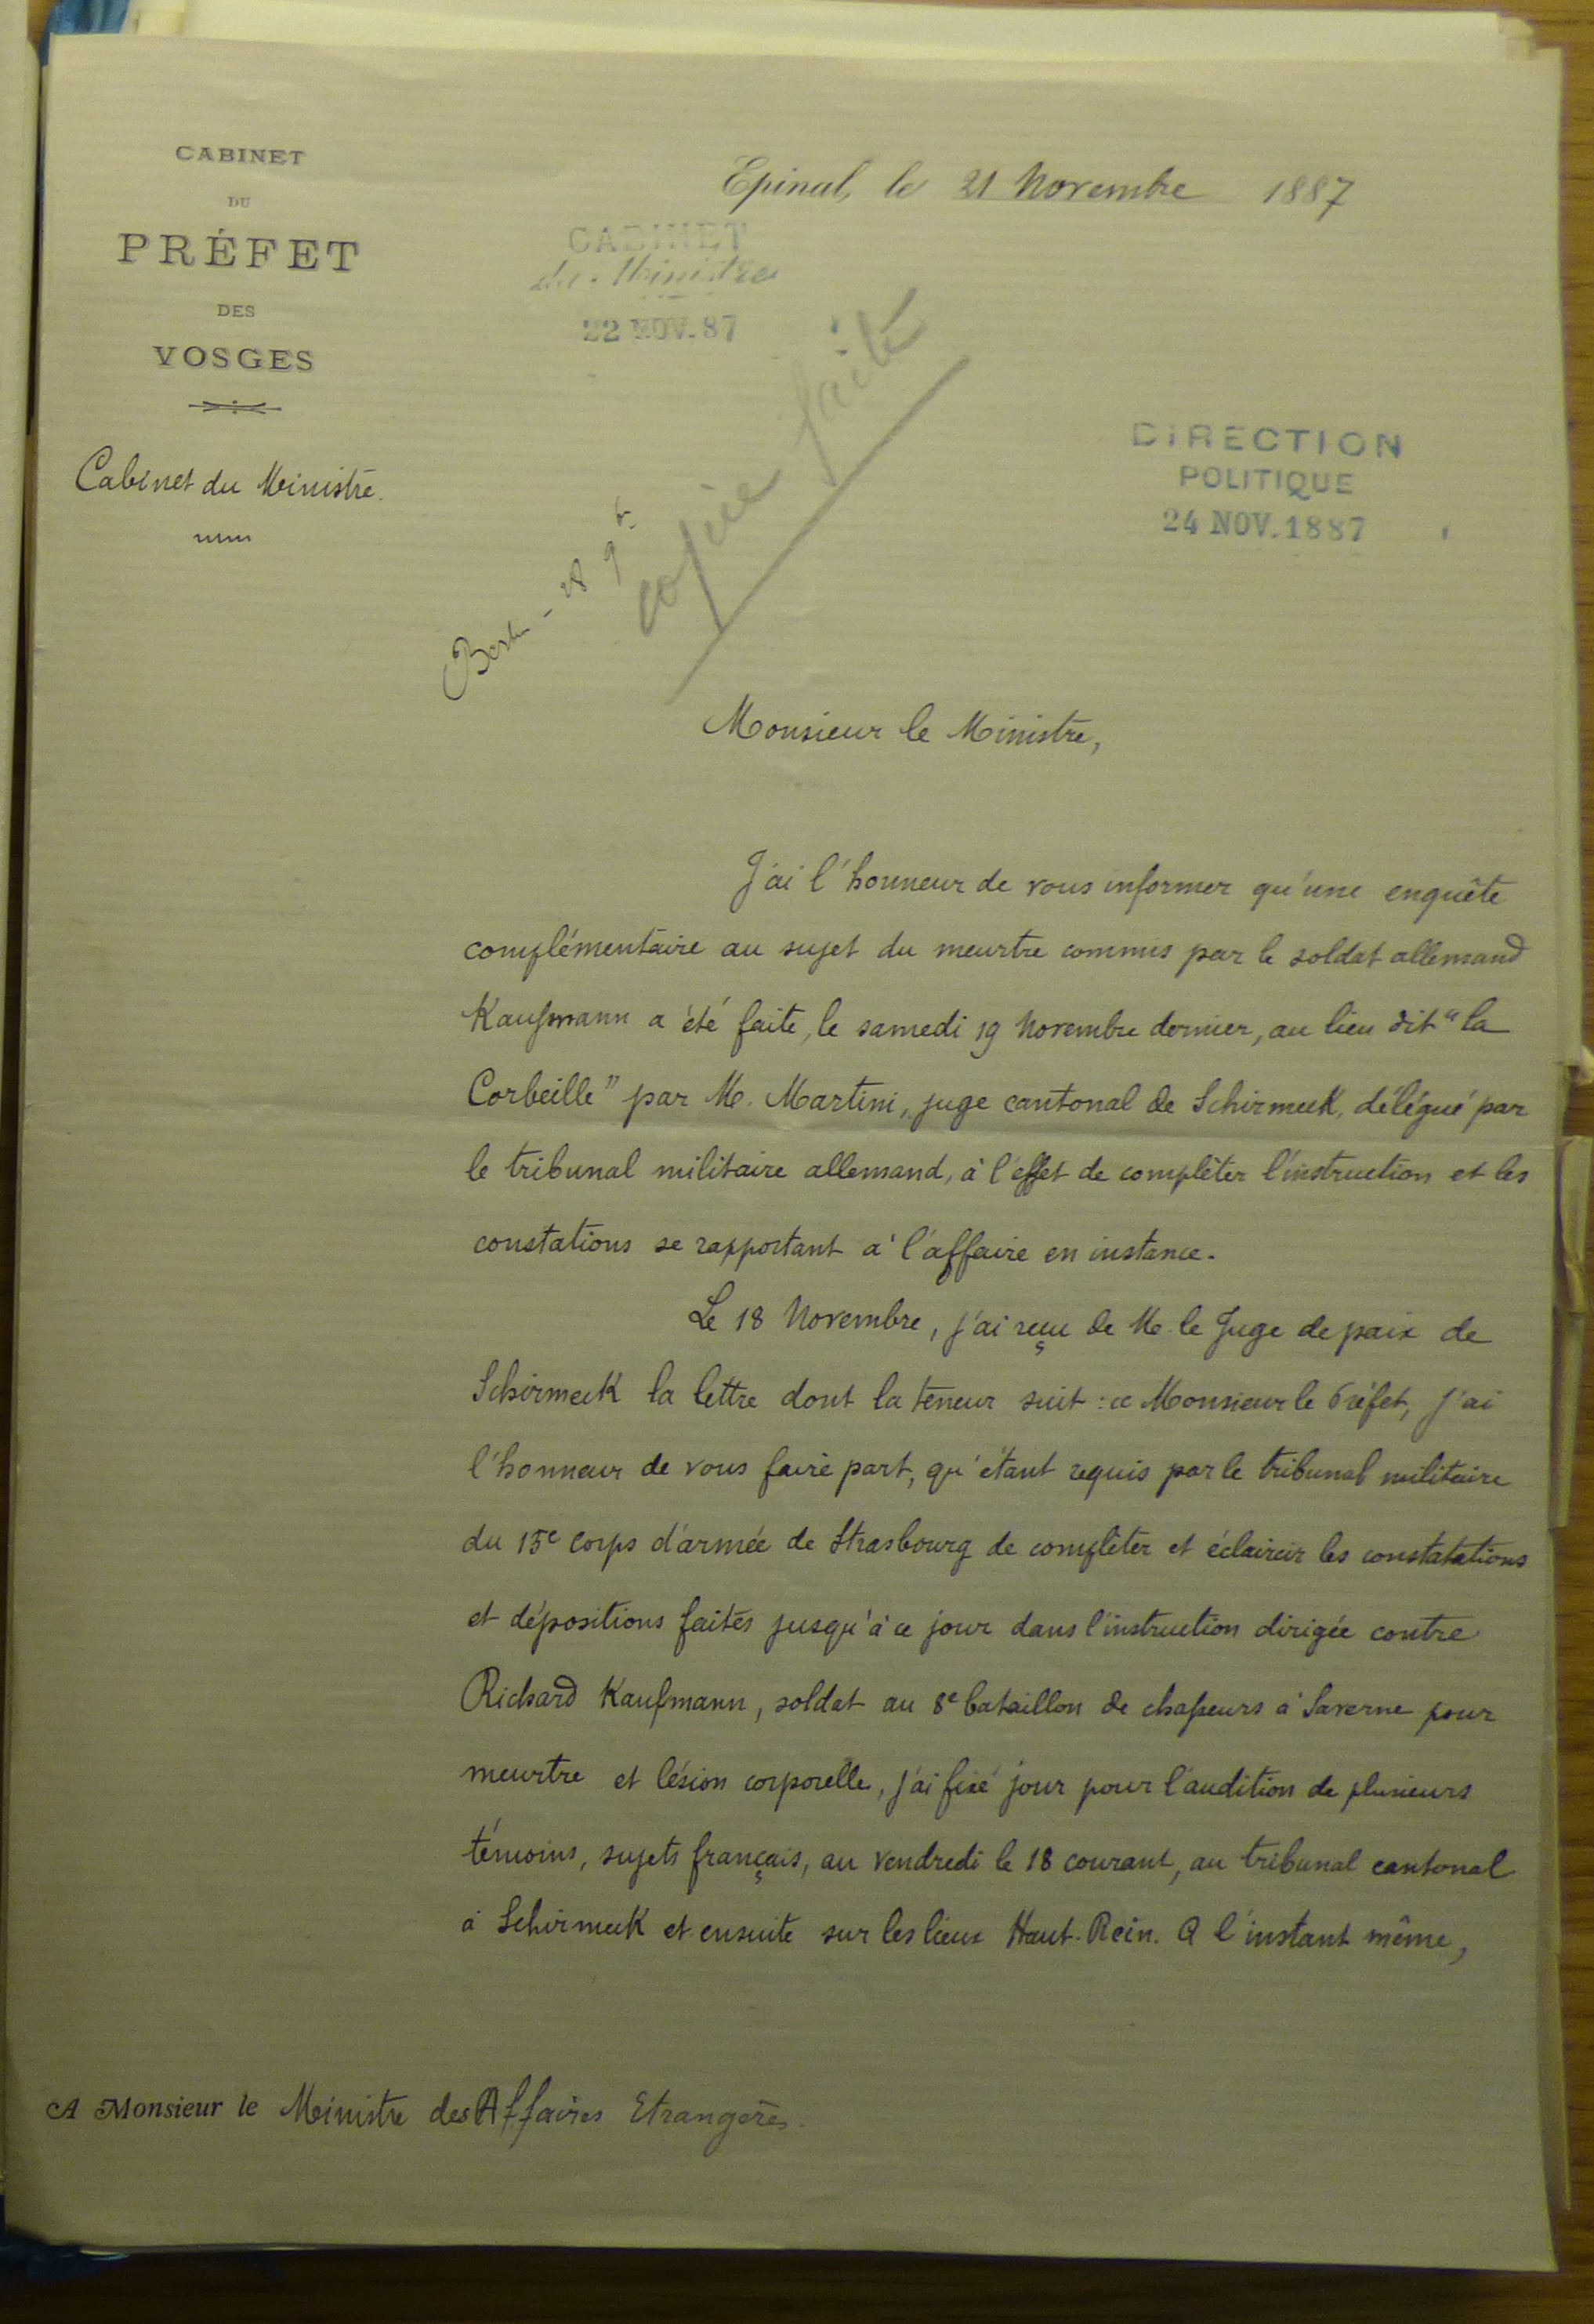 CABINET
DU
PRÉFET
DES
VOSGES
Cabinet du Ministre.
Epinal, le 21 Novembre 1887
CABINET
du Ministre
22 NOV. 87
copie faite
DIRECTION
POLITIQUE
24 NOV. 1887
Monsieur le Ministre,
J'ai l'honneur de vous informer qu'une enquête
complémentaire au sujet du meurtre commis par le soldat allemand
Kaufmann a été faite, le samedi 19 Novembre dernier, au lieu dit "la
Corbeille" par M. Martini, juge cantonal de Schirmeck, délégué par
le tribunal militaire allemand, à l'effet de compléter l'instruction et les
constations se rapportant à l'affaire en instance.
Le 18 Novembre, j'ai reçu de M. le Juge de paix de
Schirmeck la lettre dont la teneur suit : « Monsieur le Préfet, j'ai
l'honneur de vous faire part, qu'étant requis par le tribunal militaire
du 15e corps d'armée de Strasbourg de compléter et éclaircir les constatations
et dépositions faites jusqu'à ce jour dans l'instruction dirigée contre
Richard Kaufmann, soldat au 8e bataillon de chasseurs à Saverne pour
meurtre et lésion corporelle, j'ai fixé jour pour l'audition de plusieurs
témoins, sujets français, au vendredi le 18 courant, au tribunal cantonal
à Schirmeck et ensuite sur les lieux Haut-Rein. A l'instant même,
A Monsieur le Ministre des Affaires Etrangères.